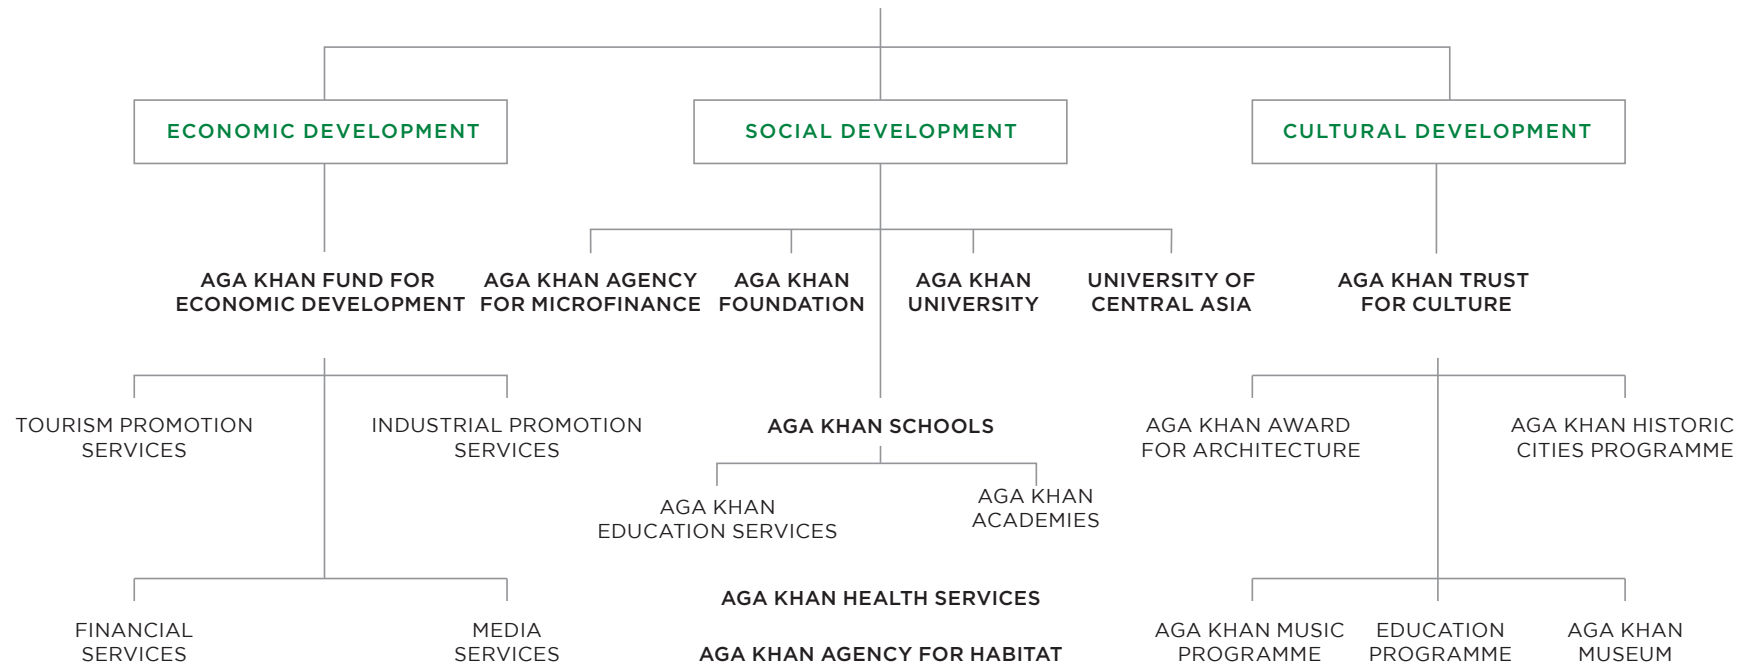 ECONOMIC DEVELOPMENT
SOCIAL DEVELOPMENT
CULTURAL DEVELOPMENT
AGA KHAN FUND FOR
ECONOMIC DEVELOPMENT
AGA KHAN AGENCY
FOR MICROFINANCE
AGA KHAN
FOUNDATION
AGA KHAN
UNIVERSITY
UNIVERSITY OF
CENTRAL ASIA
AGA KHAN TRUST
FOR CULTURE
TOURISM PROMOTION
SERVICES
INDUSTRIAL PROMOTION
SERVICES
AGA KHAN SCHOOLS
AGA KHAN AWARD
FOR ARCHITECTURE
AGA KHAN HISTORIC
CITIES PROGRAMME
AGA KHAN
EDUCATION SERVICES
AGA KHAN
ACADEMIES
AGA KHAN HEALTH SERVICES
FINANCIAL
SERVICES
MEDIA
SERVICES
AGA KHAN AGENCY FOR HABITAT
AGA KHAN MUSIC
PROGRAMME
EDUCATION
PROGRAMME
AGA KHAN
MUSEUM